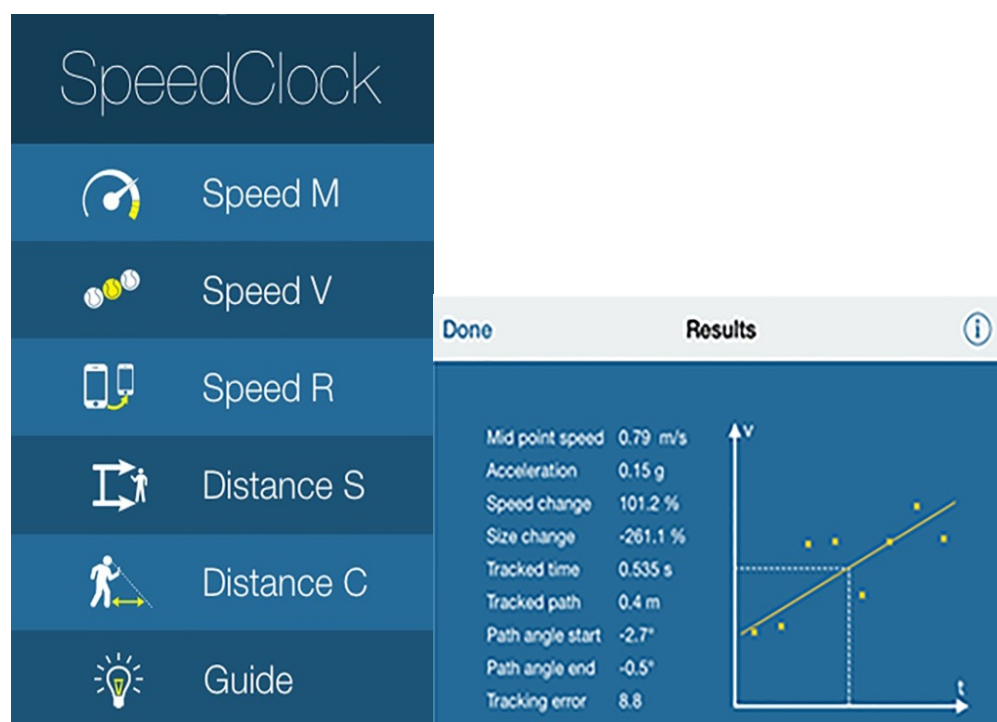 SpeedClock
Speed M
Speed V
Speed R
Distance S
Distance C
Guide
Done Results i
Mid point speed 0.79 m/s
Acceleration 0.15 g
Speed change 101.2 %
Size change -261.1 %
Tracked time 0.535 s
Tracked path 0.4 m
Path angle start -2.7°
Path angle end -0.5°
Tracking error 8.8
v
t